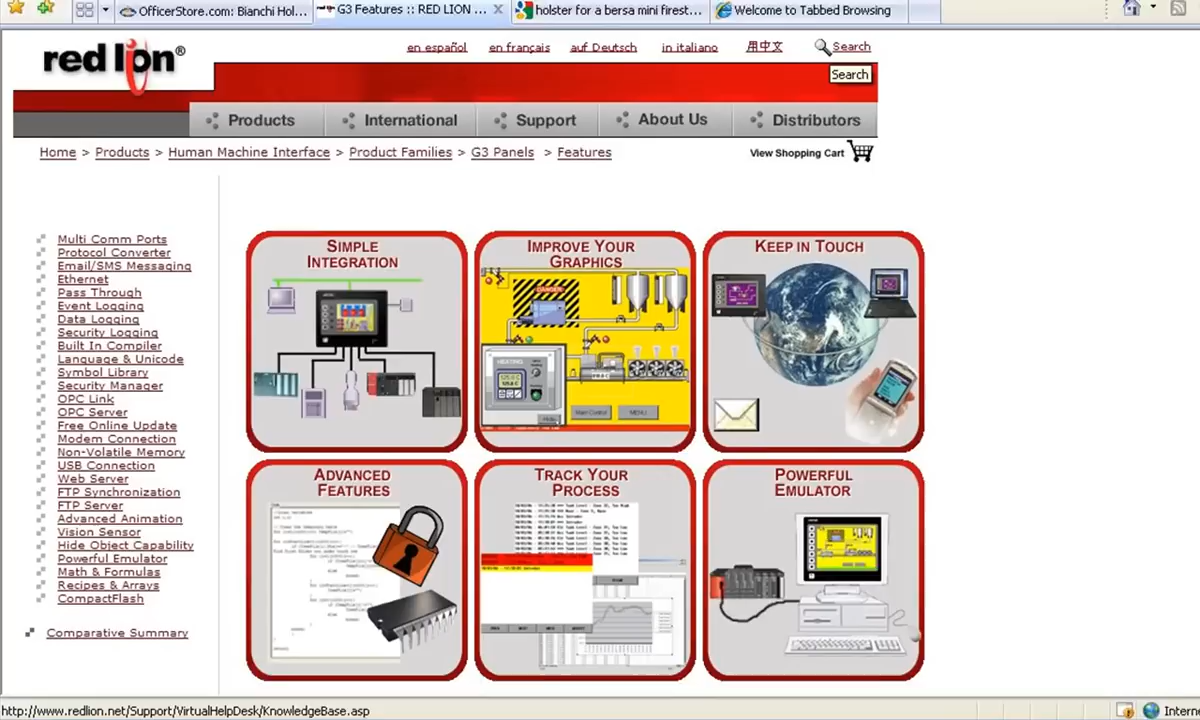 OfficerStore.com: Bianchi Hol...
G3 Features :: RED LION ...
holster for a bersa mini firest...
Welcome to Tabbed Browsing
red lion®
en español
en français
auf Deutsch
in italiano
用中文
Search
Search
Products
International
Support
About Us
Distributors
Home > Products > Human Machine Interface > Product Families > G3 Panels > Features
View Shopping Cart
Multi Comm Ports
Protocol Converter
Email/SMS Messaging
Ethernet
Pass Through
Event Logging
Data Logging
Security Logging
Built In Compiler
Language & Unicode
Symbol Library
Security Manager
OPC Link
OPC Server
Free Online Update
Modem Connection
Non-Volatile Memory
USB Connection
Web Server
FTP Synchronization
FTP Server
Advanced Animation
Vision Sensor
Hide Object Capability
Powerful Emulator
Math & Formulas
Recipes & Arrays
CompactFlash
Comparative Summary
SIMPLE
INTEGRATION
IMPROVE YOUR
GRAPHICS
DANGER
Main Control
MENU
KEEP IN TOUCH
ADVANCED
FEATURES
TRACK YOUR
PROCESS
POWERFUL
EMULATOR
http://www.redlion.net/Support/VirtualHelpDesk/KnowledgeBase.asp
Interne